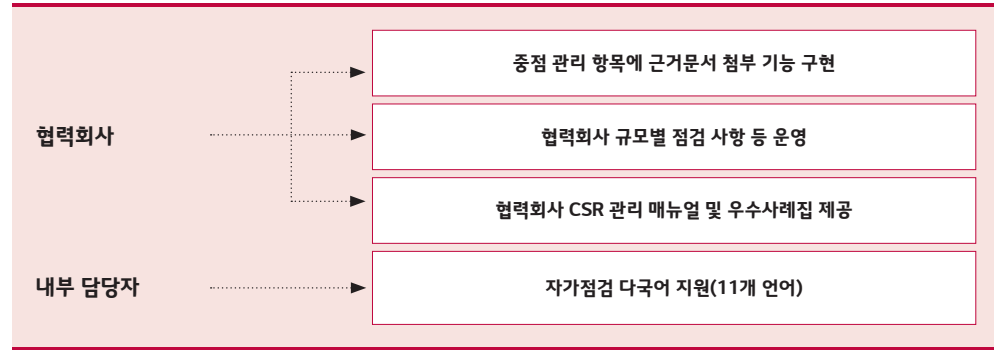 중점 관리 항목에 근거문서 첨부 기능 구현
협력회사
협력회사 규모별 점검 사항 등 운영
협력회사 CSR 관리 매뉴얼 및 우수사례집 제공
내부 담당자
자가점검 다국어 지원(11개 언어)